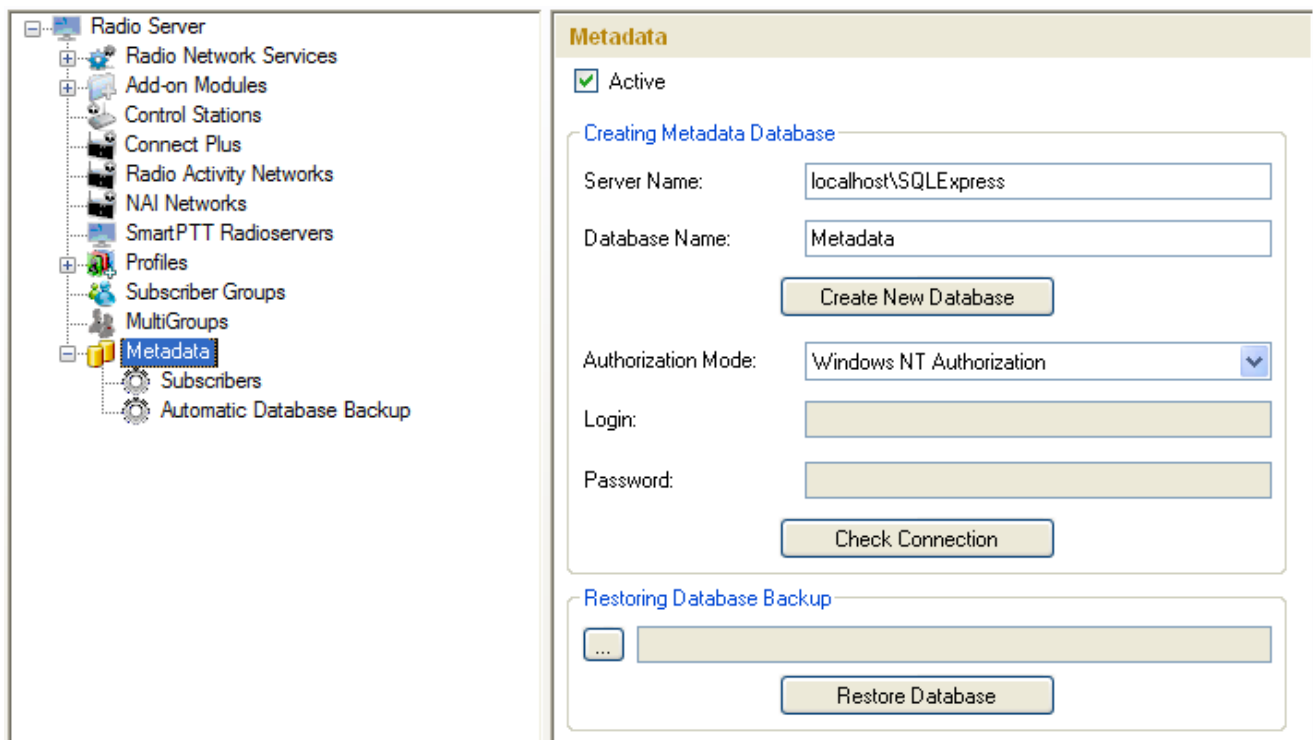 Radio Server
Radio Network Services
Add-on Modules
Control Stations
Connect Plus
Radio Activity Networks
NAI Networks
SmartPTT Radioservers
Profiles
Subscriber Groups
MultiGroups
Metadata
Subscribers
Automatic Database Backup
Metadata
Active
Creating Metadata Database
Server Name: localhost\SQLExpress
Database Name: Metadata
Create New Database
Authorization Mode: Windows NT Authorization
Login:
Password:
Check Connection
Restoring Database Backup
...
Restore Database